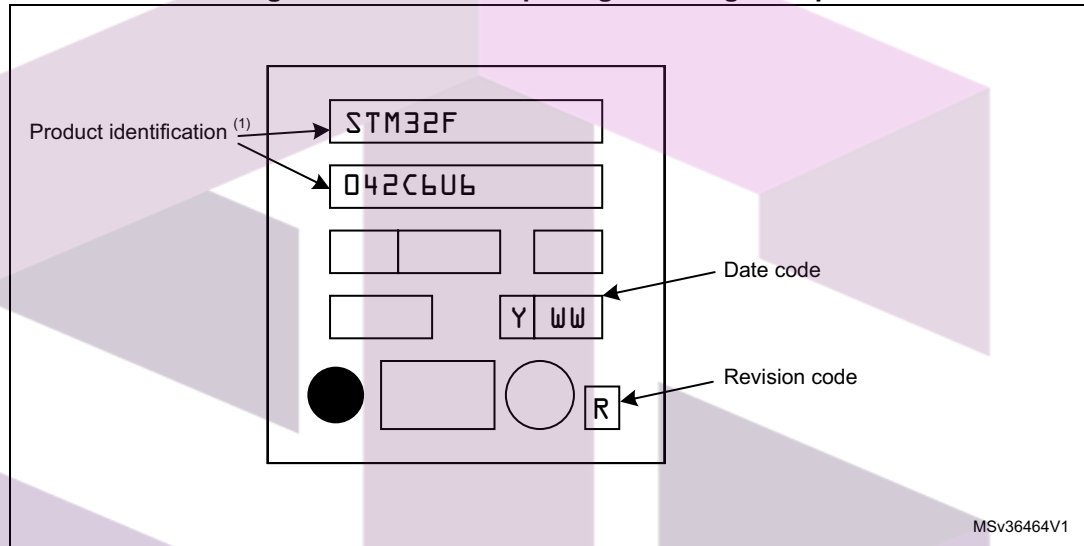 STM32F
Product identification (1)
042C6U6
Date code
Y WW
Revision code
R
MSv36464V1